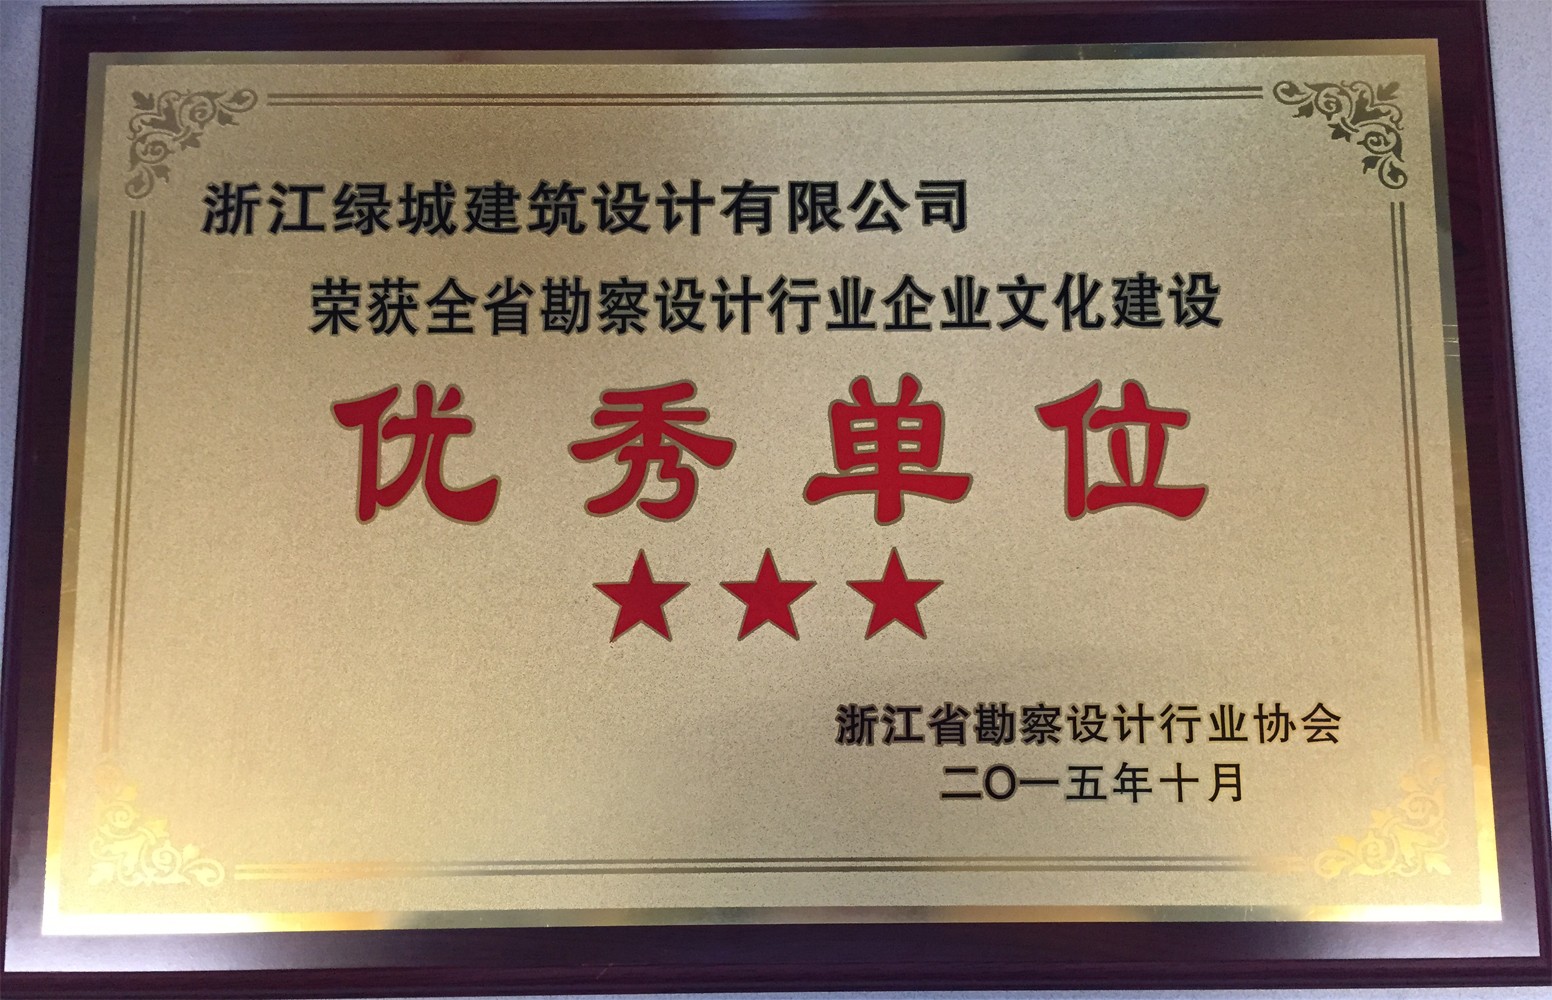 浙江绿城建筑设计有限公司
荣获全省勘察设计行业企业文化建设
优秀单位
★★★
浙江省勘察设计行业协会
二〇一五年十月